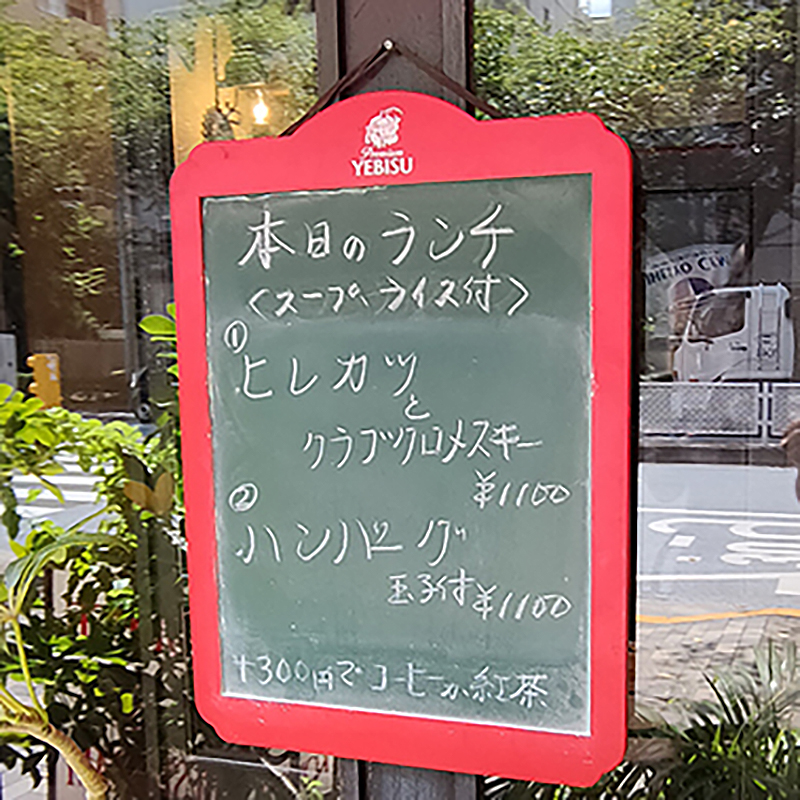 Premium
YEBISU
本日のランチ
<スープ、ライス付>
①
ヒレカツ
と
クラブックロメスキー
¥1100
②
ハンバーグ
玉子付¥1100
+300円でコーヒーか紅茶